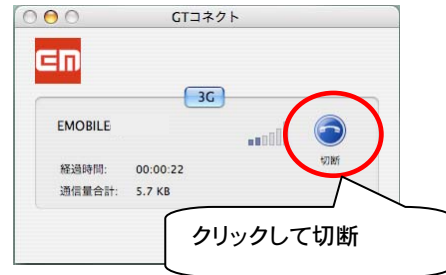 GTコネクト
EM
3G
EMOBILE
切断
経過時間: 00:00:22
通信量合計: 5.7 KB
クリックして切断